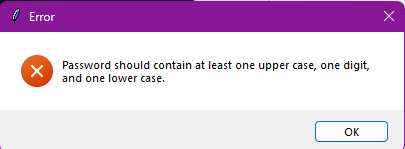 Error
Password should contain at least one upper case, one digit,
and one lower case.
OK